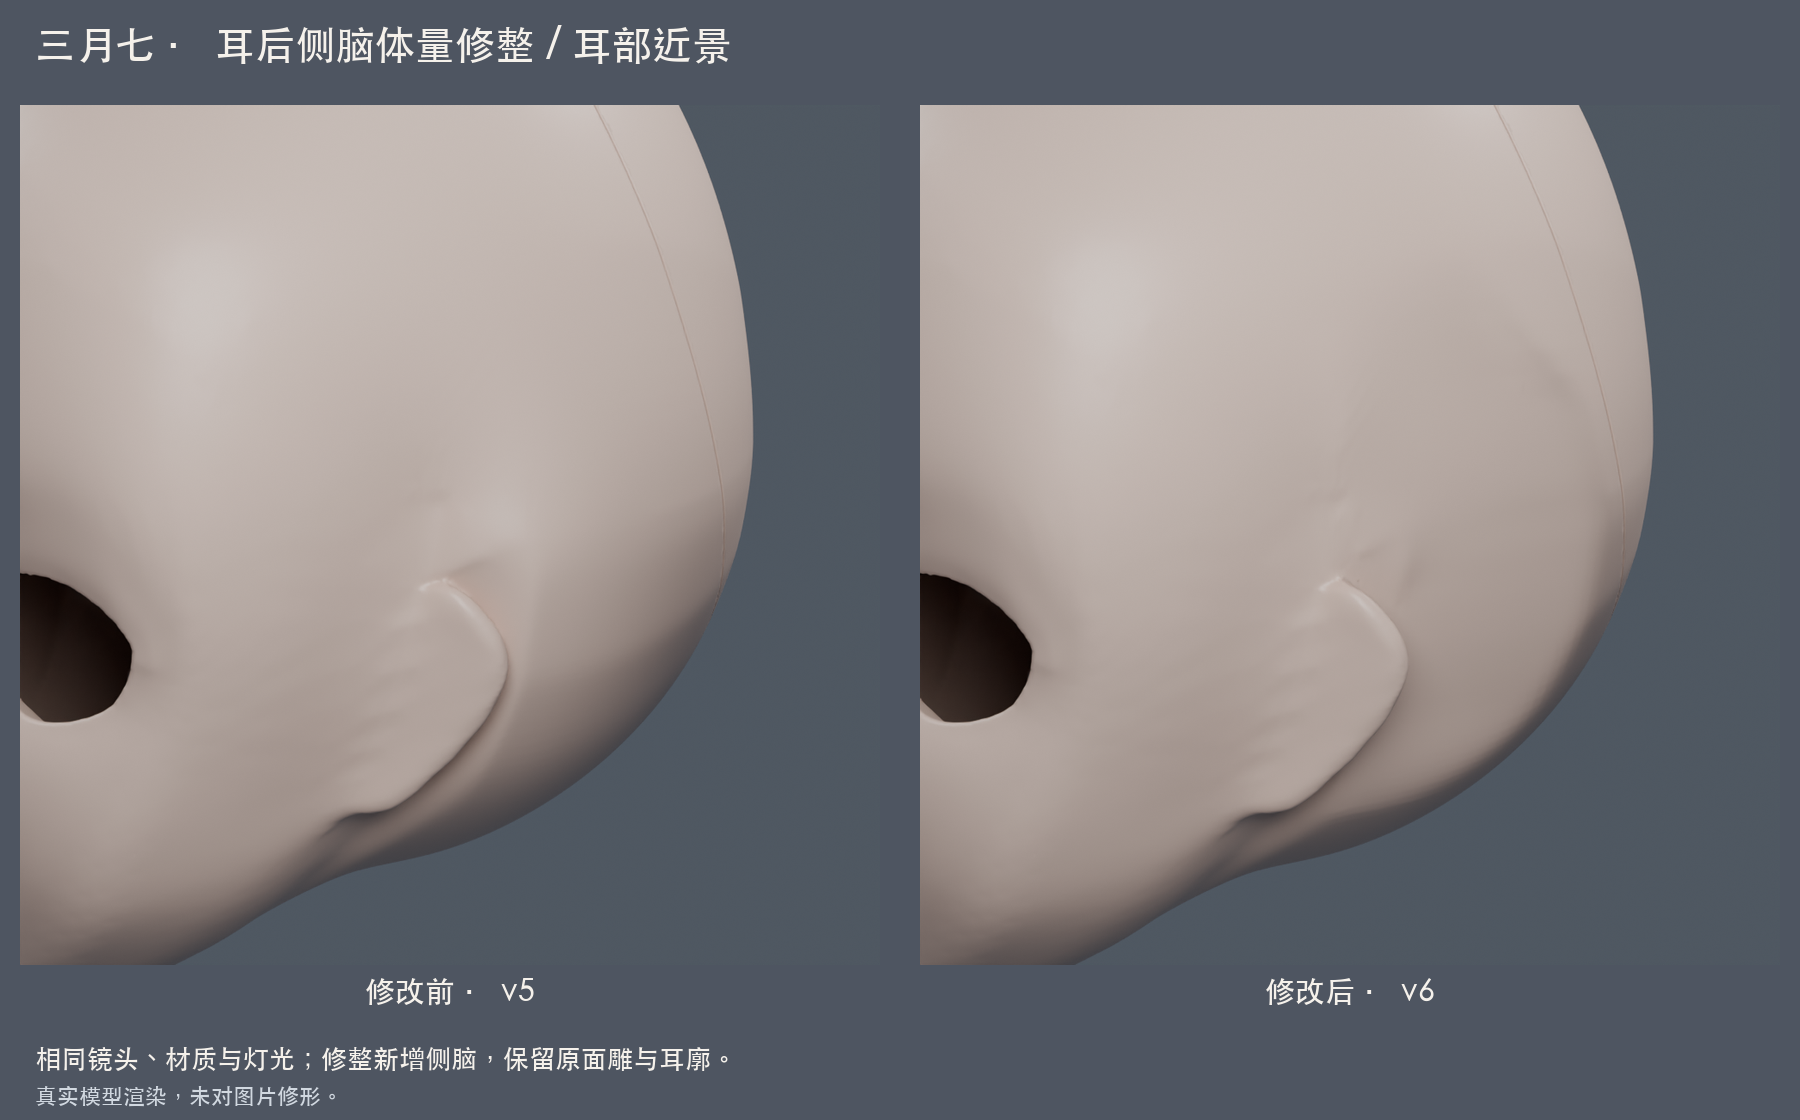 三月七 · 耳后侧脑体量修整 / 耳部近景
修改前 · v5
修改后 · v6
相同镜头、材质与灯光；修整新增侧脑，保留原面雕与耳廓。
真实模型渲染，未对图片修形。